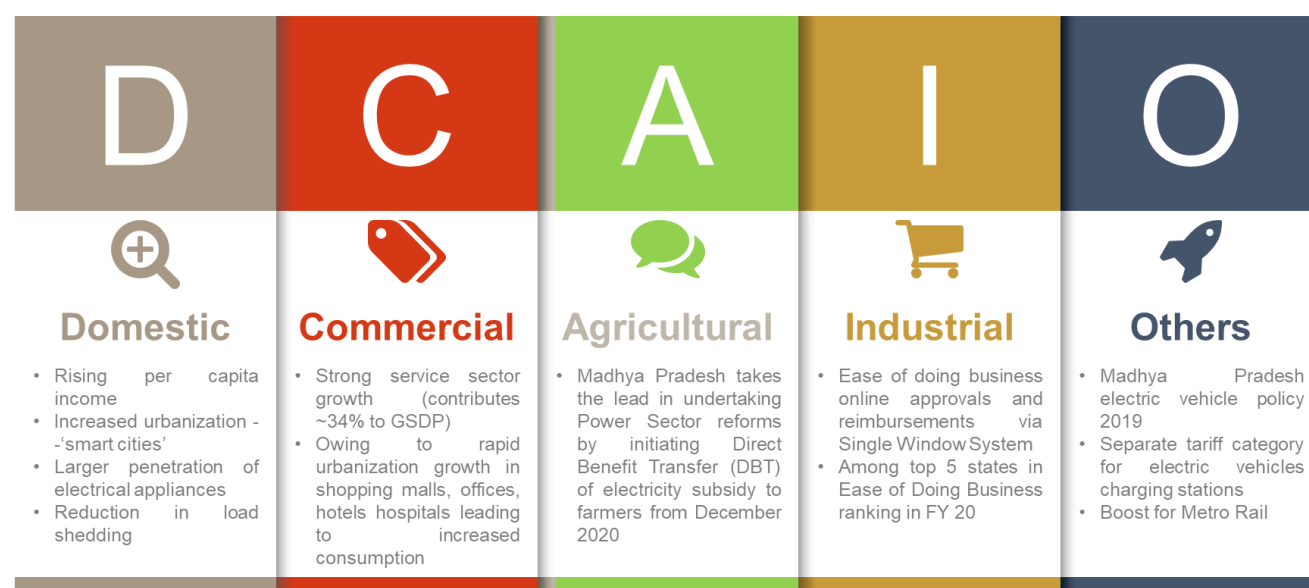 D
C
A
I
O
Domestic
• Rising per capita
income
• Increased urbanization -
-‘smart cities’
• Larger penetration of
electrical appliances
• Reduction in load
shedding
Commercial
• Strong service sector
growth (contributes
~34% to GSDP)
• Owing to rapid
urbanization growth in
shopping malls, offices,
hotels hospitals leading
to increased
consumption
Agricultural
• Madhya Pradesh takes
the lead in undertaking
Power Sector reforms
by initiating Direct
Benefit Transfer (DBT)
of electricity subsidy to
farmers from December
2020
Industrial
• Ease of doing business
online approvals and
reimbursements via
Single Window System
• Among top 5 states in
Ease of Doing Business
ranking in FY 20
Others
• Madhya Pradesh
electric vehicle policy
2019
• Separate tariff category
for electric vehicles
charging stations
• Boost for Metro Rail